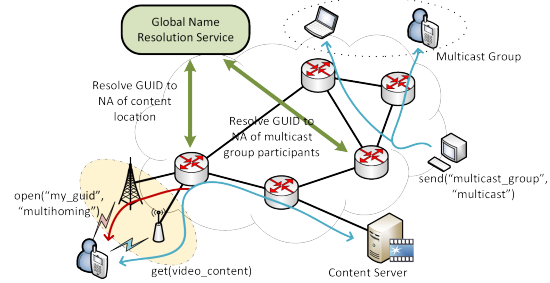 Global Name
Resolution Service
Multicast Group
Resolve GUID to
NA of content
location
Resolve GUID to
NA of multicast
group participants
send("multicast_group",
"multicast")
open("my_guid",
"multihoming")
get(video_content)
Content Server